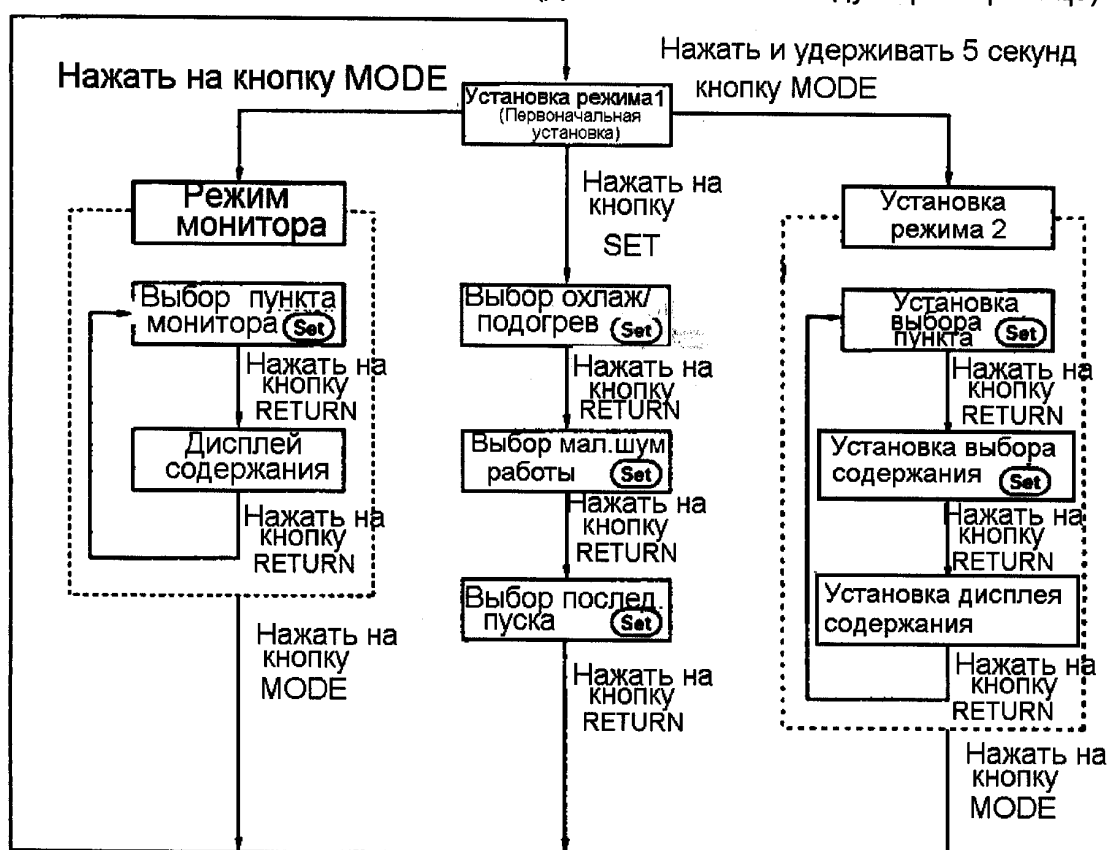 Нажать и удерживать 5 секунд
кнопку MODE
Нажать на кнопку MODE
Установка режима1
(Первоначальная
установка)
Режим
монитора
Выбор пункта
монитора Set
Нажать на
кнопку
RETURN
Дисплей
содержания
Нажать на
кнопку
RETURN
Нажать на
кнопку
MODE
Нажать на
кнопку
SET
Выбор охлаж/
подогрев Set
Нажать на
кнопку
RETURN
Выбор мал.шум
работы Set
Нажать на
кнопку
RETURN
Выбор послед.
пуска Set
Нажать на
кнопку
RETURN
Установка
режима 2
Установка
выбора
пункта Set
Нажать на
кнопку
RETURN
Установка выбора
содержания Set
Нажать на
кнопку
RETURN
Установка дисплея
содержания
Нажать на
кнопку
RETURN
Нажать на
кнопку
MODE